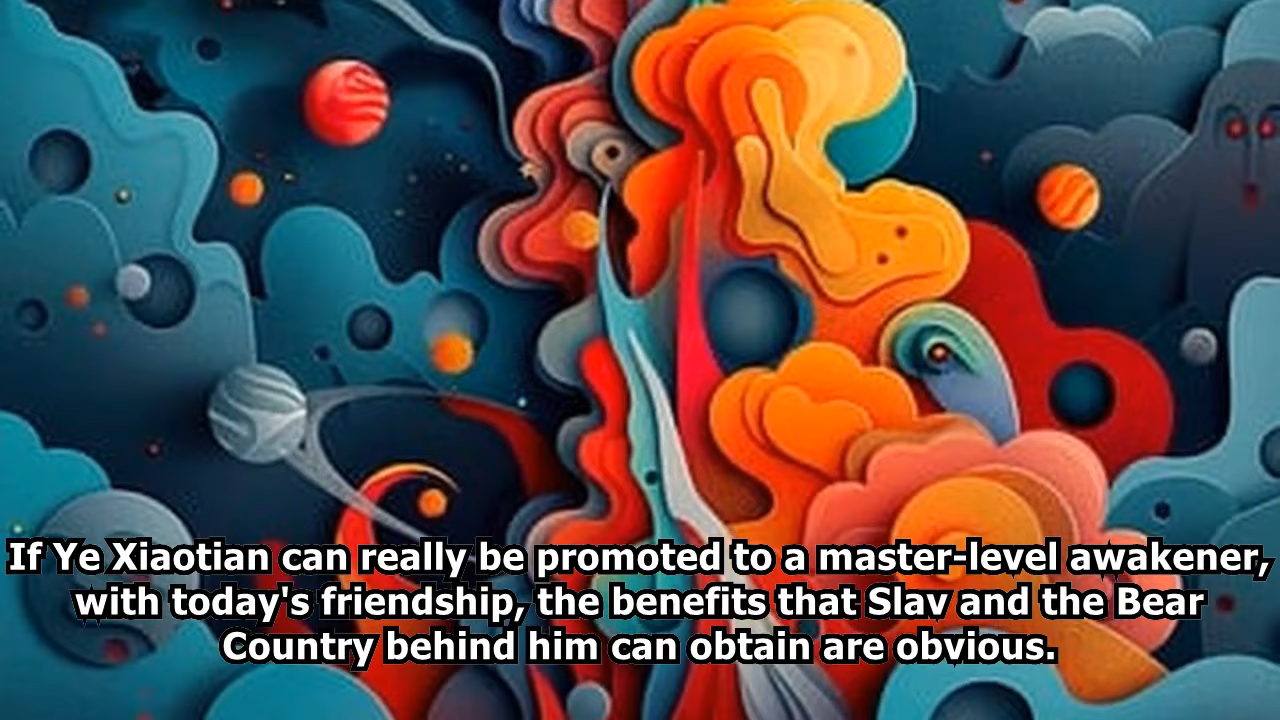 If Ye Xiaotian can really be promoted to a master-level awakener,
with today's friendship, the benefits that Slav and the Bear
Country behind him can obtain are obvious.